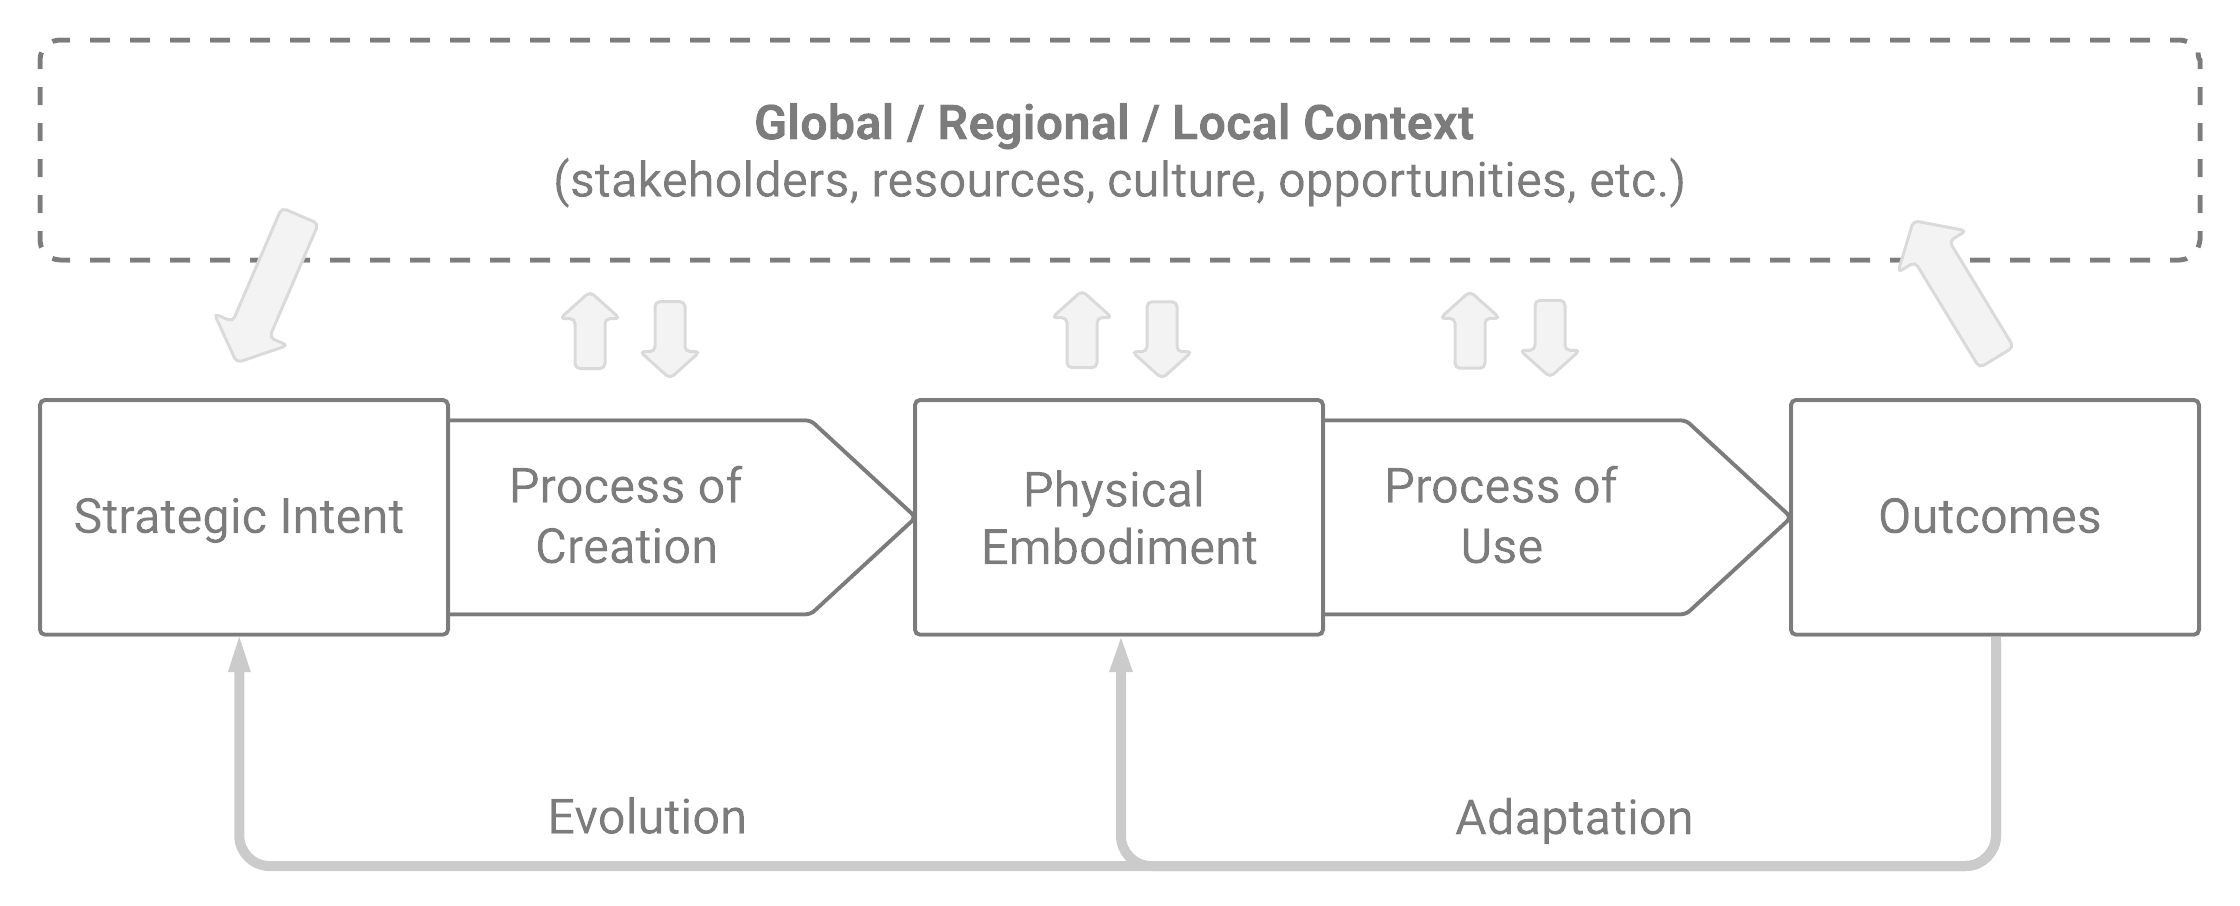 Global / Regional / Local Context
(stakeholders, resources, culture, opportunities, etc.)
Strategic Intent
Process of
Creation
Physical
Embodiment
Process of
Use
Outcomes
Evolution
Adaptation